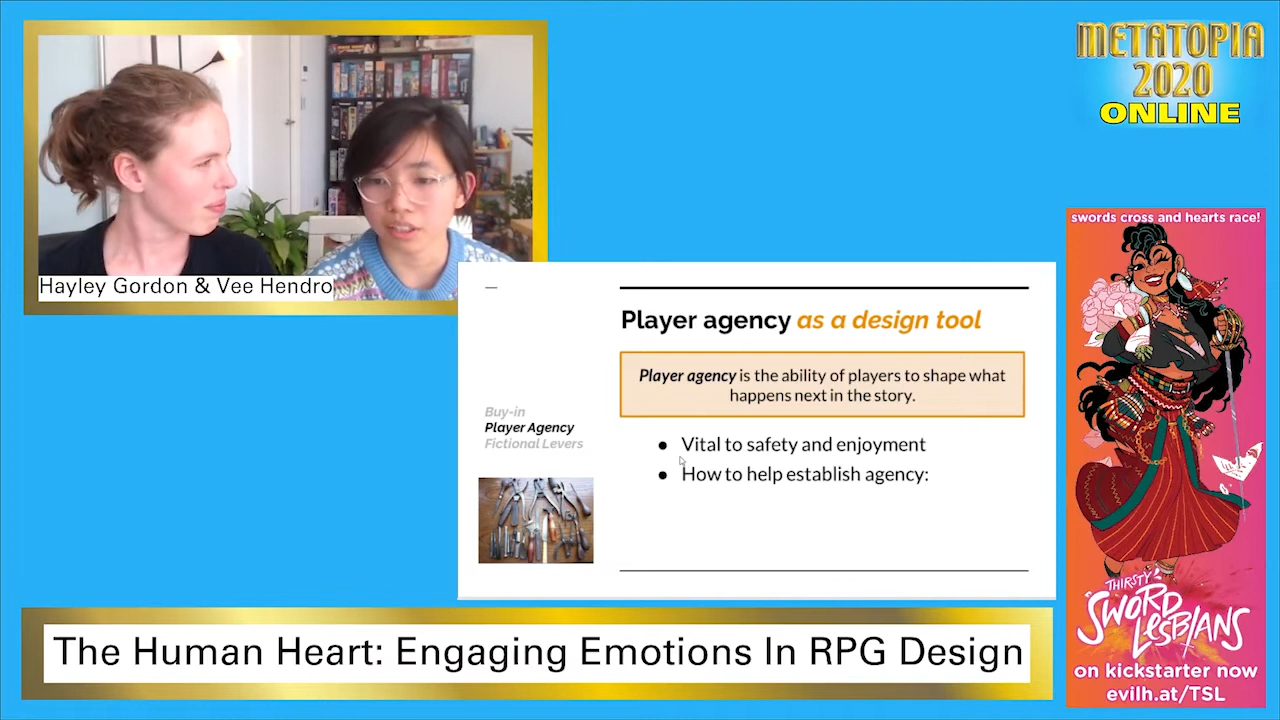 METATOPIA
2020
ONLINE
Hayley Gordon & Vee Hendro
Player agency as a design tool
Player agency is the ability of players to shape what
happens next in the story.
Buy-in
Player Agency
Fictional Levers
● Vital to safety and enjoyment
● How to help establish agency:
swords cross and hearts race!
THIRSTY
SWORD
LESBIANS
on kickstarter now
evilh.at/TSL
The Human Heart: Engaging Emotions In RPG Design